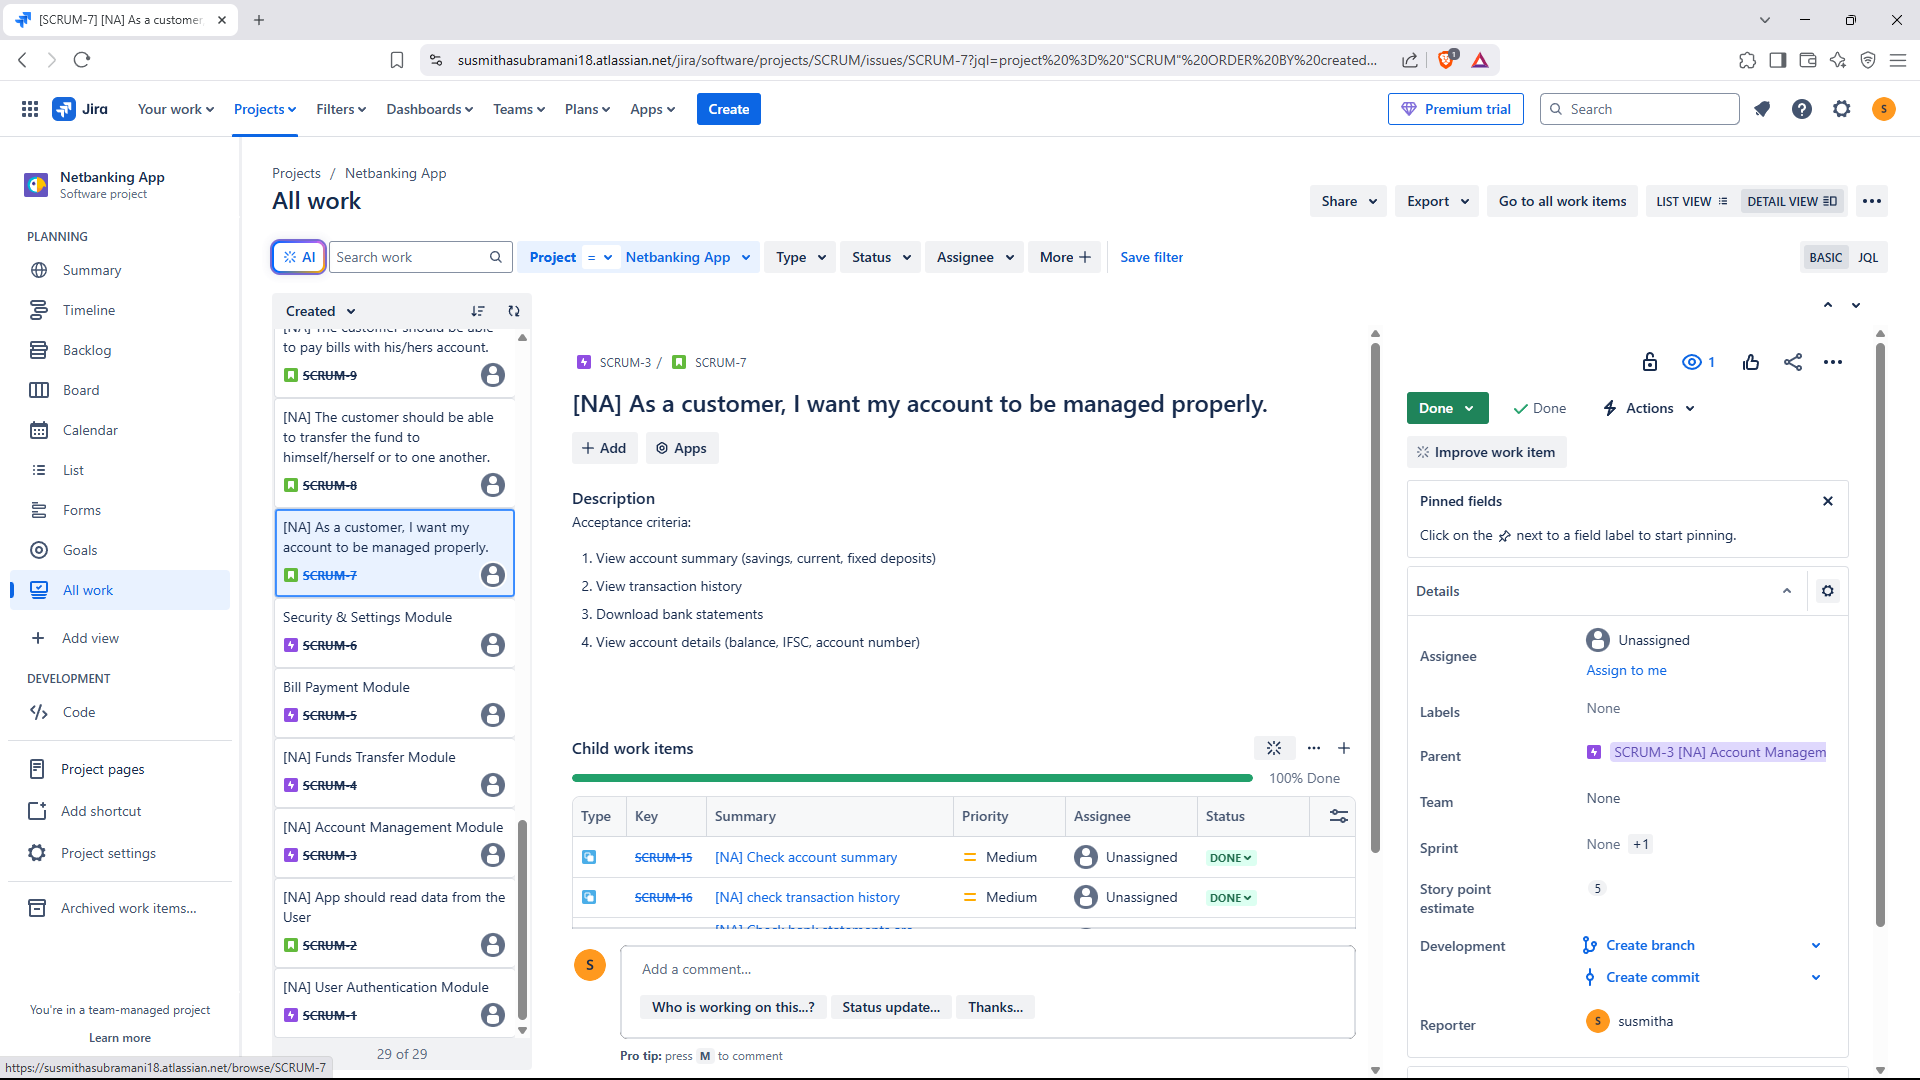 [SCRUM-7] [NA] As a customer,
susmithasubramani18.atlassian.net/jira/software/projects/SCRUM/issues/SCRUM-7?jql=project%20%3D%20"SCRUM"%20ORDER%20BY%20created...
1
Jira
Your work
Projects
Filters
Dashboards
Teams
Plans
Apps
Create
Premium trial
Search
S
Netbanking App
Software project
PLANNING
Summary
Timeline
Backlog
Board
Calendar
List
Forms
Goals
All work
Add view
DEVELOPMENT
Code
Project pages
Add shortcut
Project settings
Archived work items...
You're in a team-managed project
Learn more
https://susmithasubramani18.atlassian.net/browse/SCRUM-7
Projects / Netbanking App
All work
Share
Export
Go to all work items
LIST VIEW
DETAIL VIEW
AI
Search work
Project = Netbanking App
Type
Status
Assignee
More
Save filter
BASIC
JQL
Created
[NA] The customer should be able
to pay bills with his/hers account.
SCRUM-9
[NA] The customer should be able
to transfer the fund to
himself/herself or to one another.
SCRUM-8
[NA] As a customer, I want my
account to be managed properly.
SCRUM-7
Security & Settings Module
SCRUM-6
Bill Payment Module
SCRUM-5
[NA] Funds Transfer Module
SCRUM-4
[NA] Account Management Module
SCRUM-3
[NA] App should read data from the
User
SCRUM-2
[NA] User Authentication Module
SCRUM-1
29 of 29
SCRUM-3 / SCRUM-7
[NA] As a customer, I want my account to be managed properly.
Add
Apps
Description
Acceptance criteria:
1. View account summary (savings, current, fixed deposits)
2. View transaction history
3. Download bank statements
4. View account details (balance, IFSC, account number)
Child work items
100% Done
Type Key Summary Priority Assignee Status
SCRUM-15 [NA] Check account summary Medium Unassigned DONE
SCRUM-16 [NA] check transaction history Medium Unassigned DONE
[NA] Check bank statements are
S
Add a comment...
Who is working on this...?
Status update...
Thanks...
Pro tip: press M to comment
1
Done
Done
Actions
Improve work item
Pinned fields
Click on the next to a field label to start pinning.
Details
Assignee
Unassigned
Assign to me
Labels
None
Parent
SCRUM-3 [NA] Account Managem
Team
None
Sprint
None +1
Story point
estimate
5
Development
Create branch
Create commit
Reporter
S susmitha